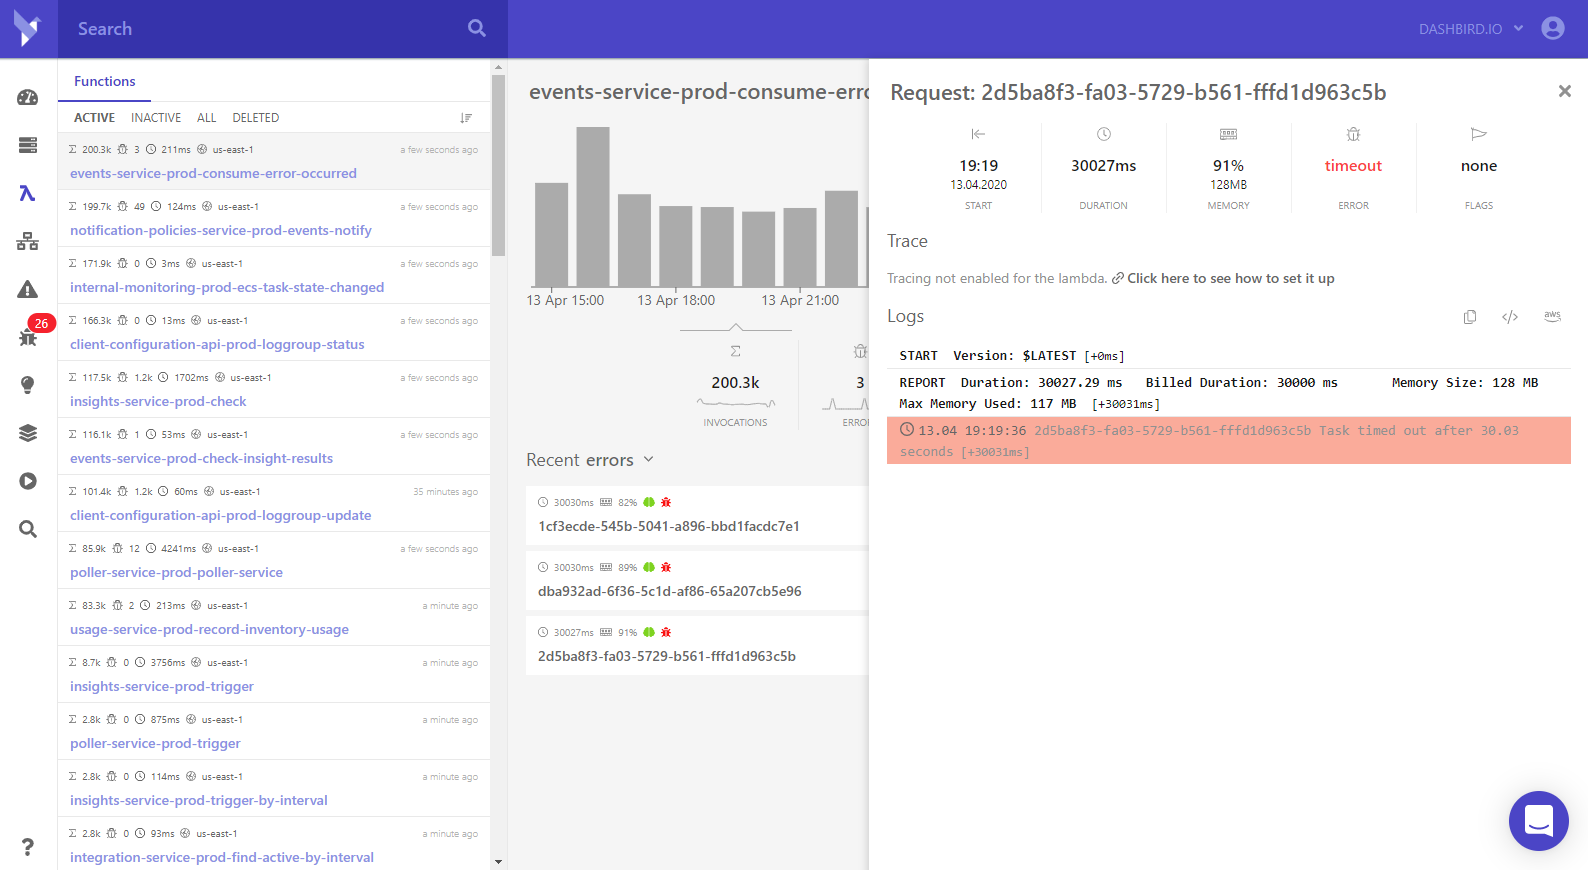 Search
DASHBIRD.IO
26
Functions
ACTIVE INACTIVE ALL DELETED
200.3k 3 211ms us-east-1 a few seconds ago
events-service-prod-consume-error-occurred
199.7k 49 124ms us-east-1 a few seconds ago
notification-policies-service-prod-events-notify
171.9k 0 3ms us-east-1 a few seconds ago
internal-monitoring-prod-ecs-task-state-changed
166.3k 0 13ms us-east-1 a few seconds ago
client-configuration-api-prod-loggroup-status
117.5k 1.2k 1702ms us-east-1 a few seconds ago
insights-service-prod-check
116.1k 1 53ms us-east-1 a few seconds ago
events-service-prod-check-insight-results
101.4k 1.2k 60ms us-east-1 35 minutes ago
client-configuration-api-prod-loggroup-update
85.9k 12 4241ms us-east-1 a few seconds ago
poller-service-prod-poller-service
83.3k 2 213ms us-east-1 a minute ago
usage-service-prod-record-inventory-usage
8.7k 0 3756ms us-east-1 a minute ago
insights-service-prod-trigger
2.8k 0 875ms us-east-1 a minute ago
poller-service-prod-trigger
2.8k 0 114ms us-east-1 a minute ago
insights-service-prod-trigger-by-interval
2.8k 0 93ms us-east-1 a minute ago
integration-service-prod-find-active-by-interval
events-service-prod-consume-erro
13 Apr 15:00 13 Apr 18:00 13 Apr 21:00
200.3k 3
INVOCATIONS ERRO
Recent errors
30030ms 82%
1cf3ecde-545b-5041-a896-bbd1facdc7e1
30030ms 89%
dba932ad-6f36-5c1d-af86-65a207cb5e96
30027ms 91%
2d5ba8f3-fa03-5729-b561-fffd1d963c5b
Request: 2d5ba8f3-fa03-5729-b561-fffd1d963c5b
19:19 30027ms 91% timeout none
13.04.2020 128MB
START DURATION MEMORY ERROR FLAGS
Trace
Tracing not enabled for the lambda. Click here to see how to set it up
Logs
aws
START Version: $LATEST [+0ms]
REPORT Duration: 30027.29 ms Billed Duration: 30000 ms Memory Size: 128 MB
Max Memory Used: 117 MB [+30031ms]
13.04 19:19:36 2d5ba8f3-fa03-5729-b561-fffd1d963c5b Task timed out after 30.03
seconds [+30031ms]